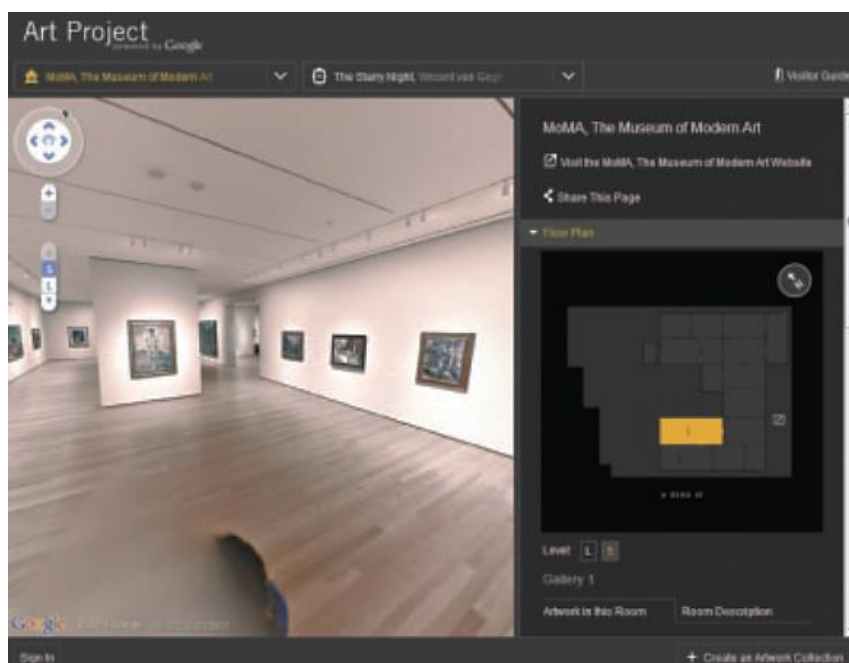 Art Project
powered by Google
MoMA, The Museum of Modern Art
The Starry Night, Vincent van Gogh
Visitor Guide
MoMA, The Museum of Modern Art
Visit the MoMA, The Museum of Modern Art Website
Share This Page
Floor Plan
Level: L 5
Gallery 1
Artwork in this Room
Room Description
Google
Sign In
+ Create an Artwork Collection